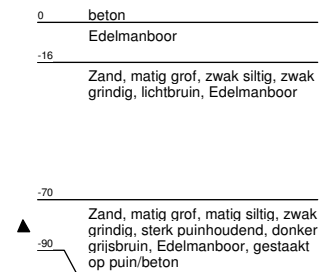 0 beton
Edelmanboor
-16
Zand, matig grof, zwak siltig, zwak
grindig, lichtbruin, Edelmanboor
-70
Zand, matig grof, matig siltig, zwak
grindig, sterk puinhoudend, donker
-90 grijsbruin, Edelmanboor, gestaakt
op puin/beton